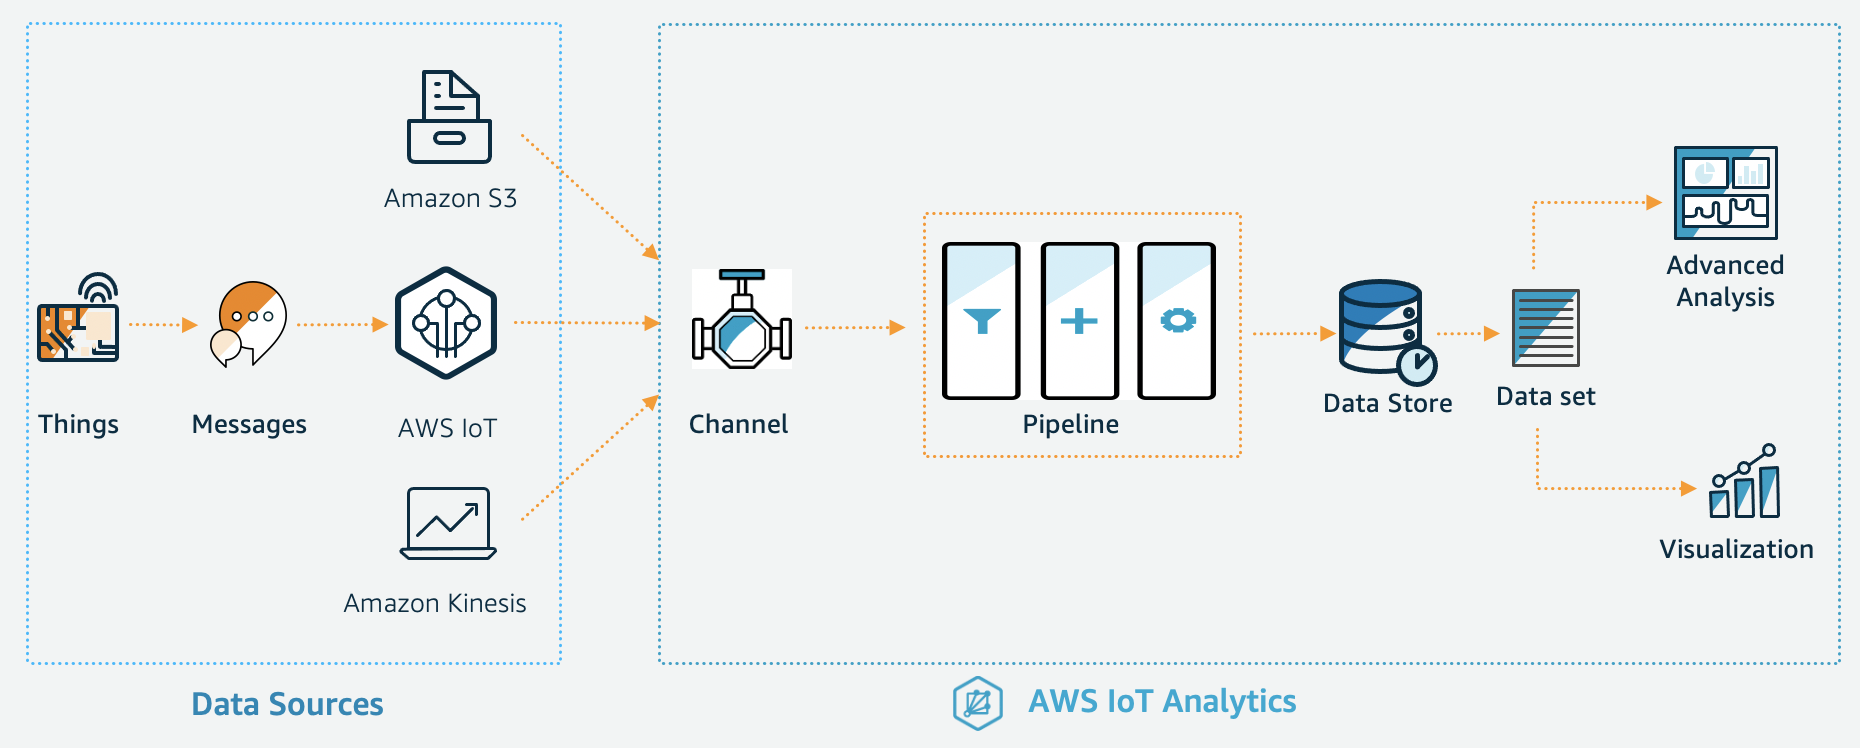 Amazon S3
Things
Messages
AWS IoT
Amazon Kinesis
Data Sources
Channel
Pipeline
Data Store
Data set
Advanced
Analysis
Visualization
AWS IoT Analytics